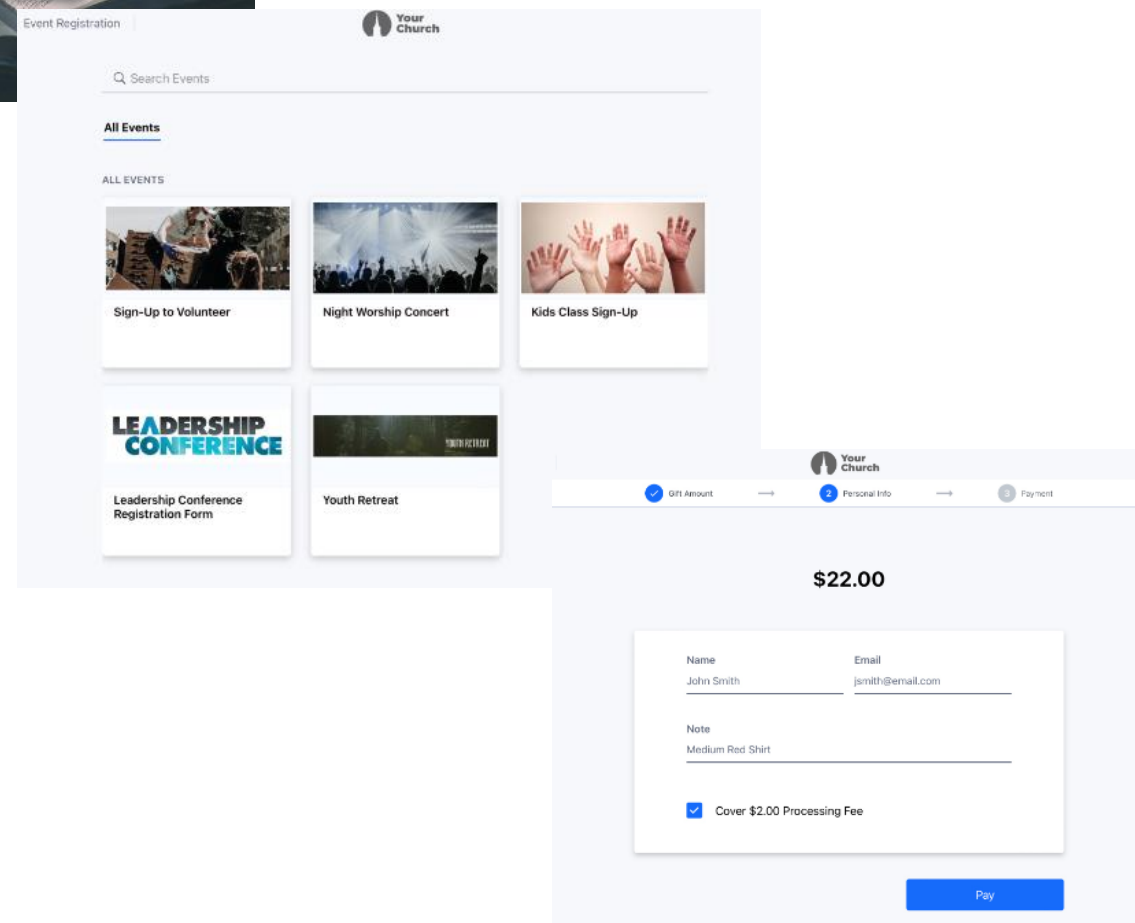 Event Registration
Your
Church
Search Events
All Events
ALL EVENTS
Sign-Up to Volunteer
Night Worship Concert
Kids Class Sign-Up
LEADERSHIP
CONFERENCE
YOUTH RETREAT
Leadership Conference
Registration Form
Youth Retreat
Your
Church
Gift Amount
2 Personal Info
3 Payment
$22.00
Name
Email
John Smith
jsmith@email.com
Note
Medium Red Shirt
Cover $2.00 Processing Fee
Pay